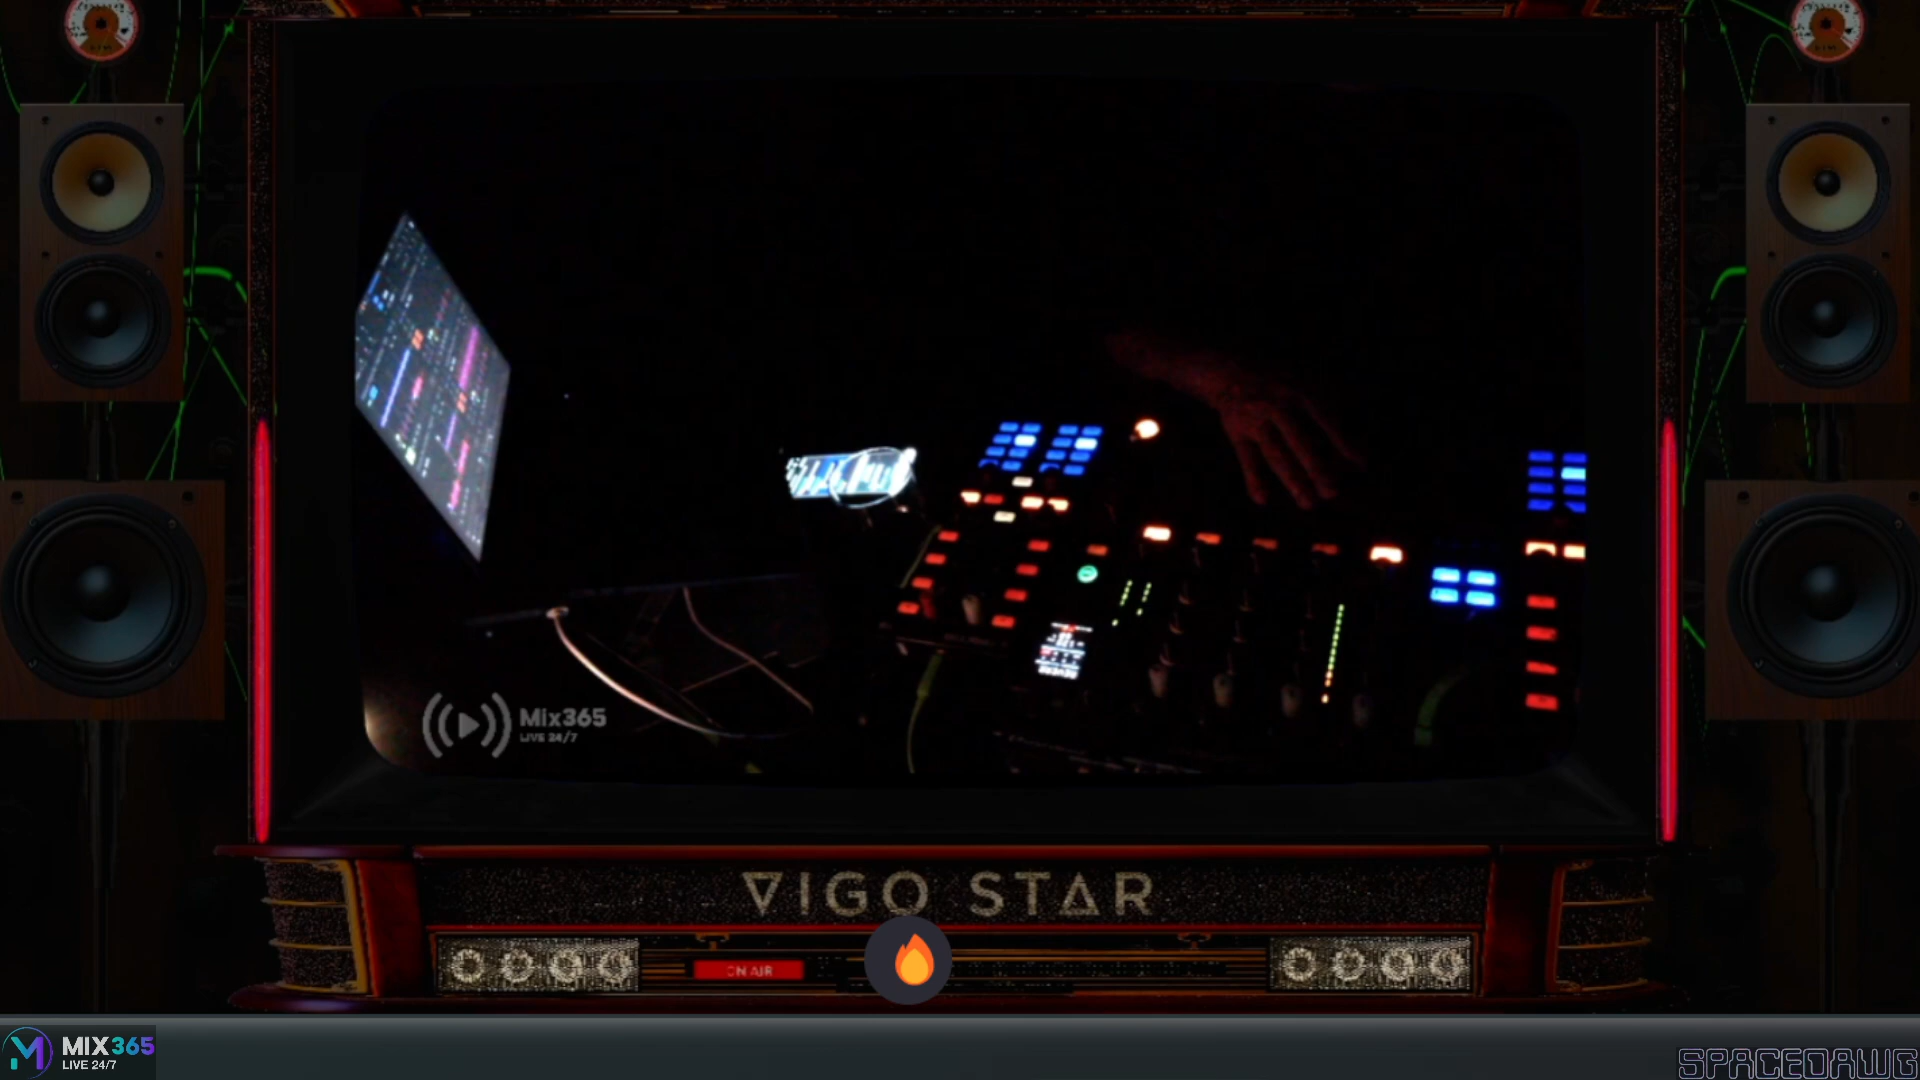 Mix365
LIVE 24/7
VIGO STAR
ON AIR
MIX365
LIVE 24/7
SPACEDAWG